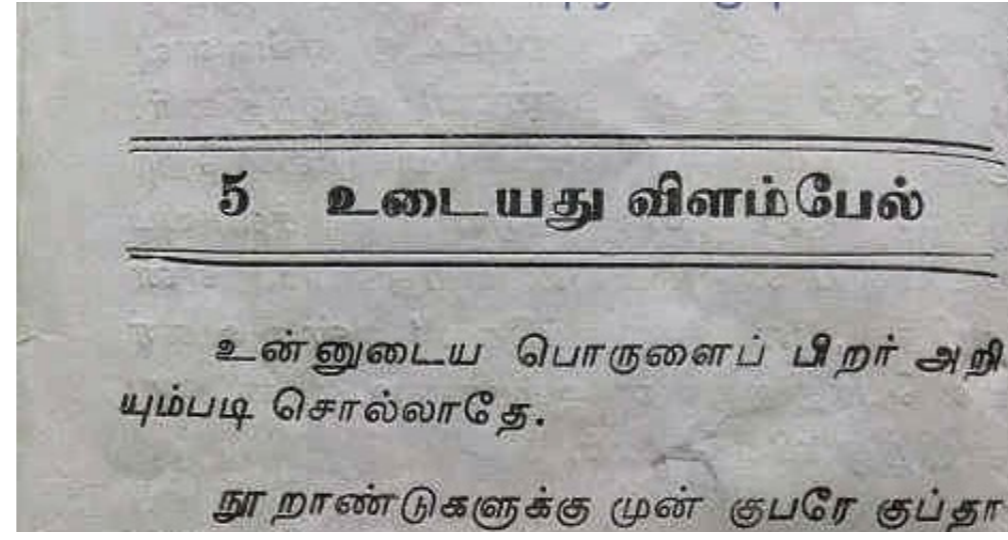 5 உடையது விளம்பேல்
உன்னுடைய பொருளைப் பிறர் அறி
யும்படி சொல்லாதே.
நூறாண்டுகளுக்கு முன் குபரே குப்தா